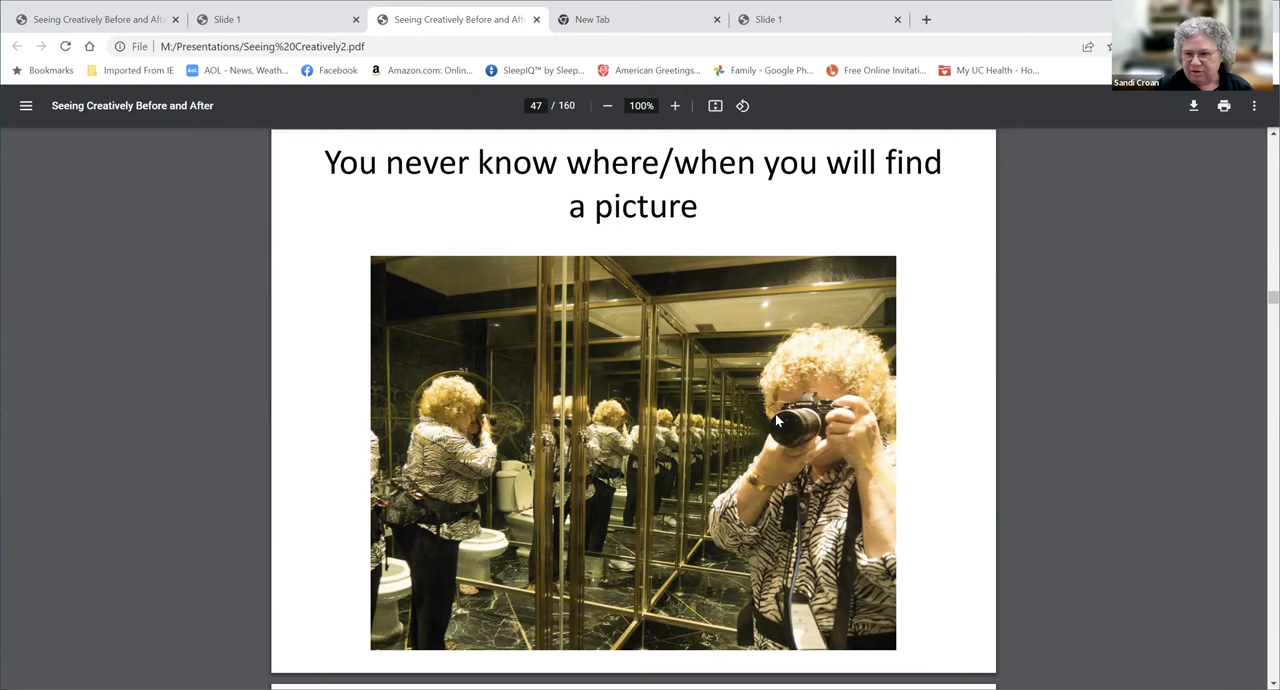 Seeing Creatively Before and Aft
Slide 1
Seeing Creatively Before and Aft
New Tab
Slide 1
File
M:/Presentations/Seeing%20Creatively2.pdf
Bookmarks
Imported From IE
Aol.
AOL - News, Weath...
Facebook
Amazon.com: Onlin...
SleepIQ™ by Sleep...
American Greetings...
Family - Google Ph...
Free Online Invitati...
My UC Health - Ho...
Sandi Croan
Seeing Creatively Before and After
47 / 160
100%
You never know where/when you will find
a picture